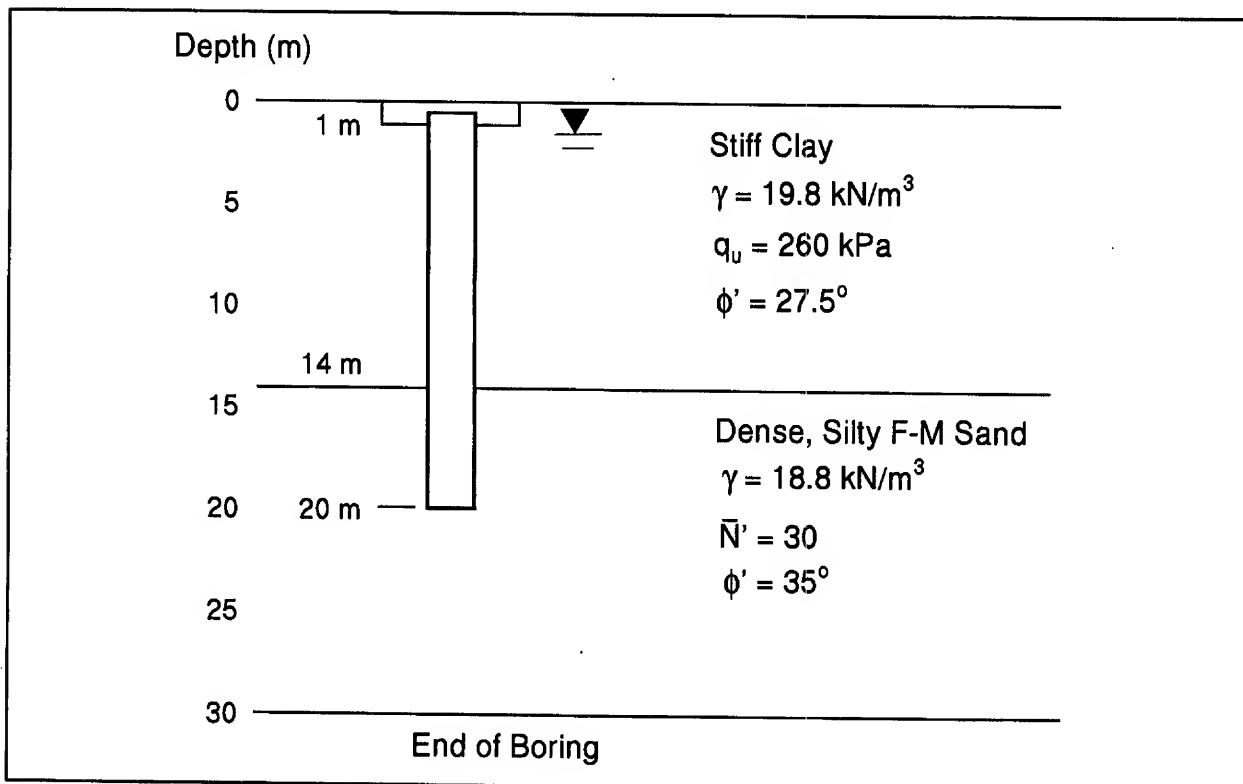 Depth (m)
0
1 m
Stiff Clay
γ = 19.8 kN/m³
5
qᵤ = 260 kPa
10
ϕ' = 27.5°
14 m
15
Dense, Silty F-M Sand
γ = 18.8 kN/m³
20
20 m
N̄' = 30
ϕ' = 35°
25
30
End of Boring